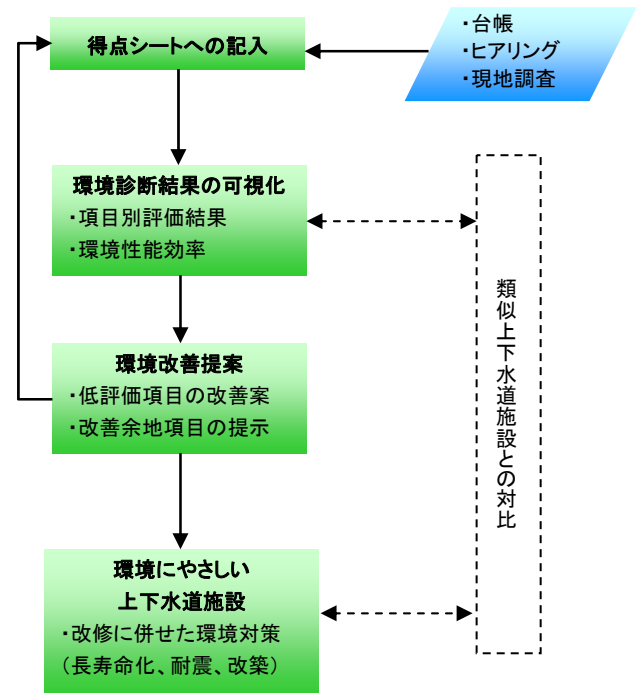 得点シートへの記入
・台帳
・ヒアリング
・現地調査
環境診断結果の可視化
・項目別評価結果
・環境性能効率
環境改善提案
・低評価項目の改善案
・改善余地項目の提示
類似上下水道施設との対比
環境にやさしい
上下水道施設
・改修に併せた環境対策
（長寿命化、耐震、改築）